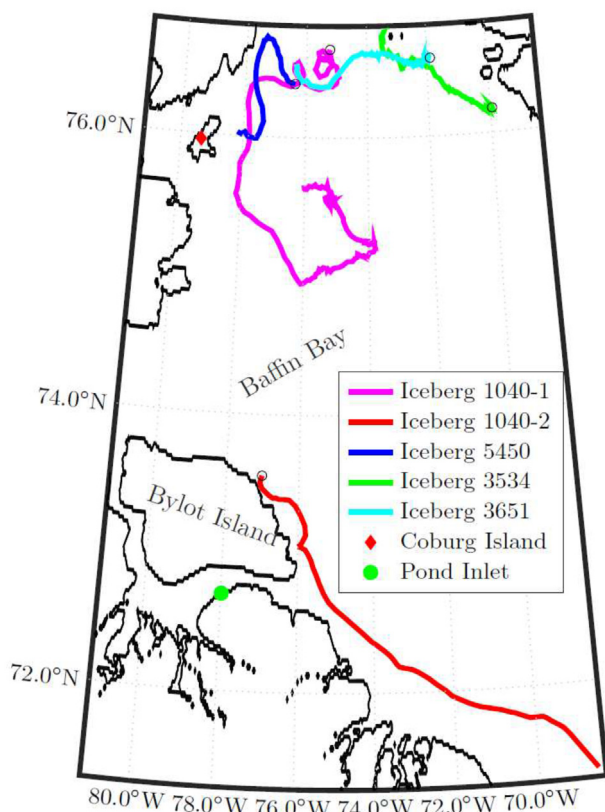 76.0°N
Baffin Bay
74.0°N
Iceberg 1040-1
Iceberg 1040-2
Iceberg 5450
Iceberg 3534
Iceberg 3651
Coburg Island
Pond Inlet
Bylot Island
72.0°N
80.0°W 78.0°W 76.0°W 74.0°W 72.0°W 70.0°W